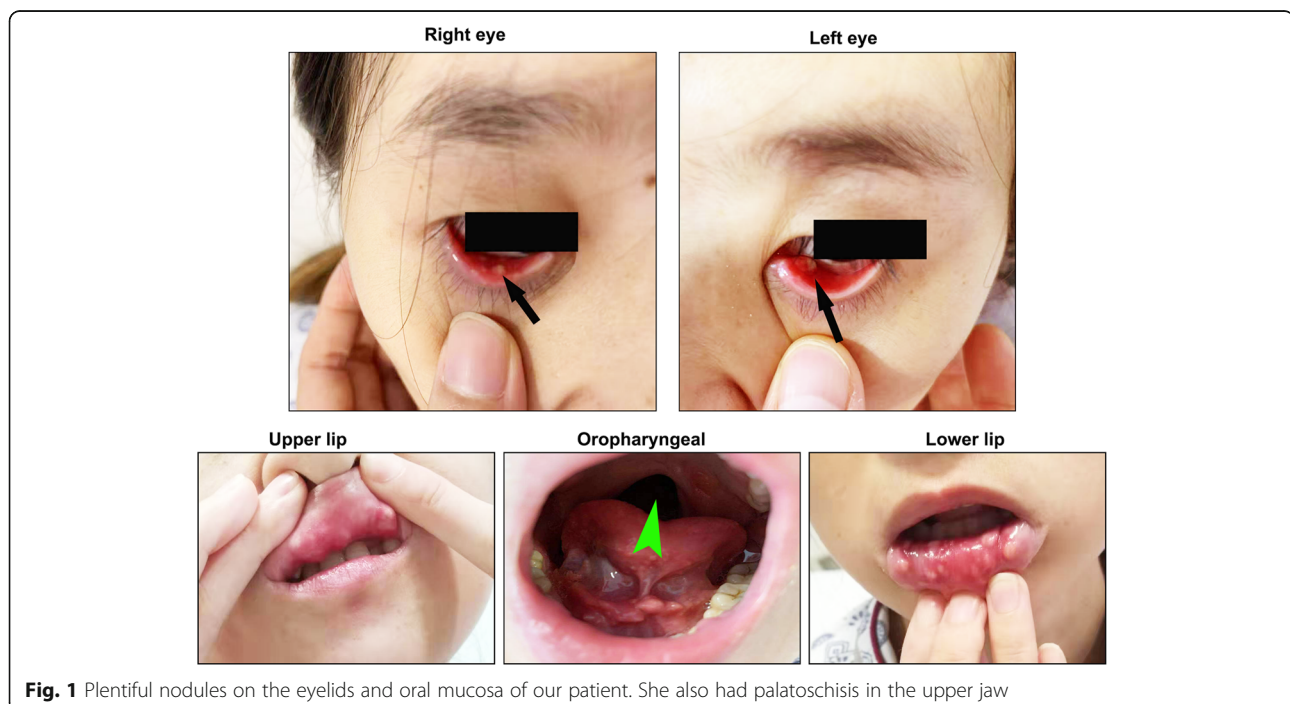 Right eye
Left eye
Upper lip
Oropharyngeal
Lower lip
Fig. 1 Plentiful nodules on the eyelids and oral mucosa of our patient. She also had palatoschisis in the upper jaw